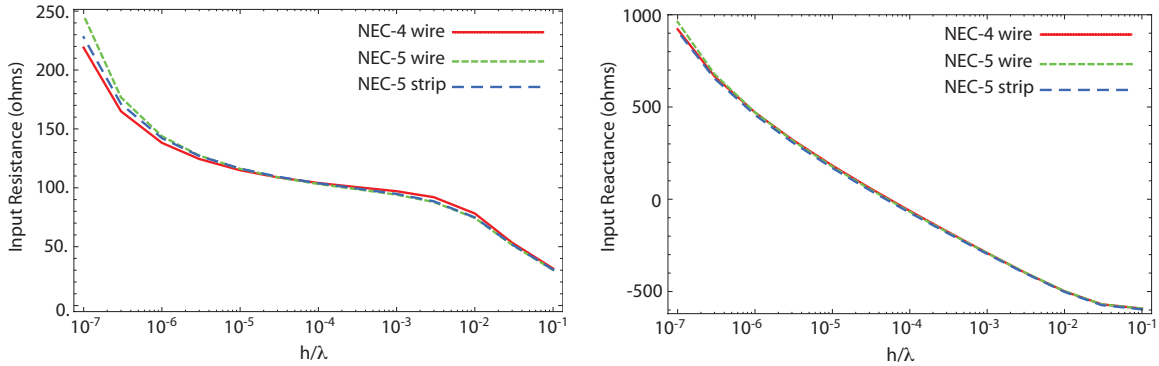 250.
200.
150.
100.
50.
0.
Input Resistance (ohms)
NEC-4 wire
NEC-5 wire
NEC-5 strip
10⁻⁷ 10⁻⁶ 10⁻⁵ 10⁻⁴ 10⁻³ 10⁻² 10⁻¹
h/λ
1000
500
0
-500
Input Reactance (ohms)
NEC-4 wire
NEC-5 wire
NEC-5 strip
10⁻⁷ 10⁻⁶ 10⁻⁵ 10⁻⁴ 10⁻³ 10⁻² 10⁻¹
h/λ